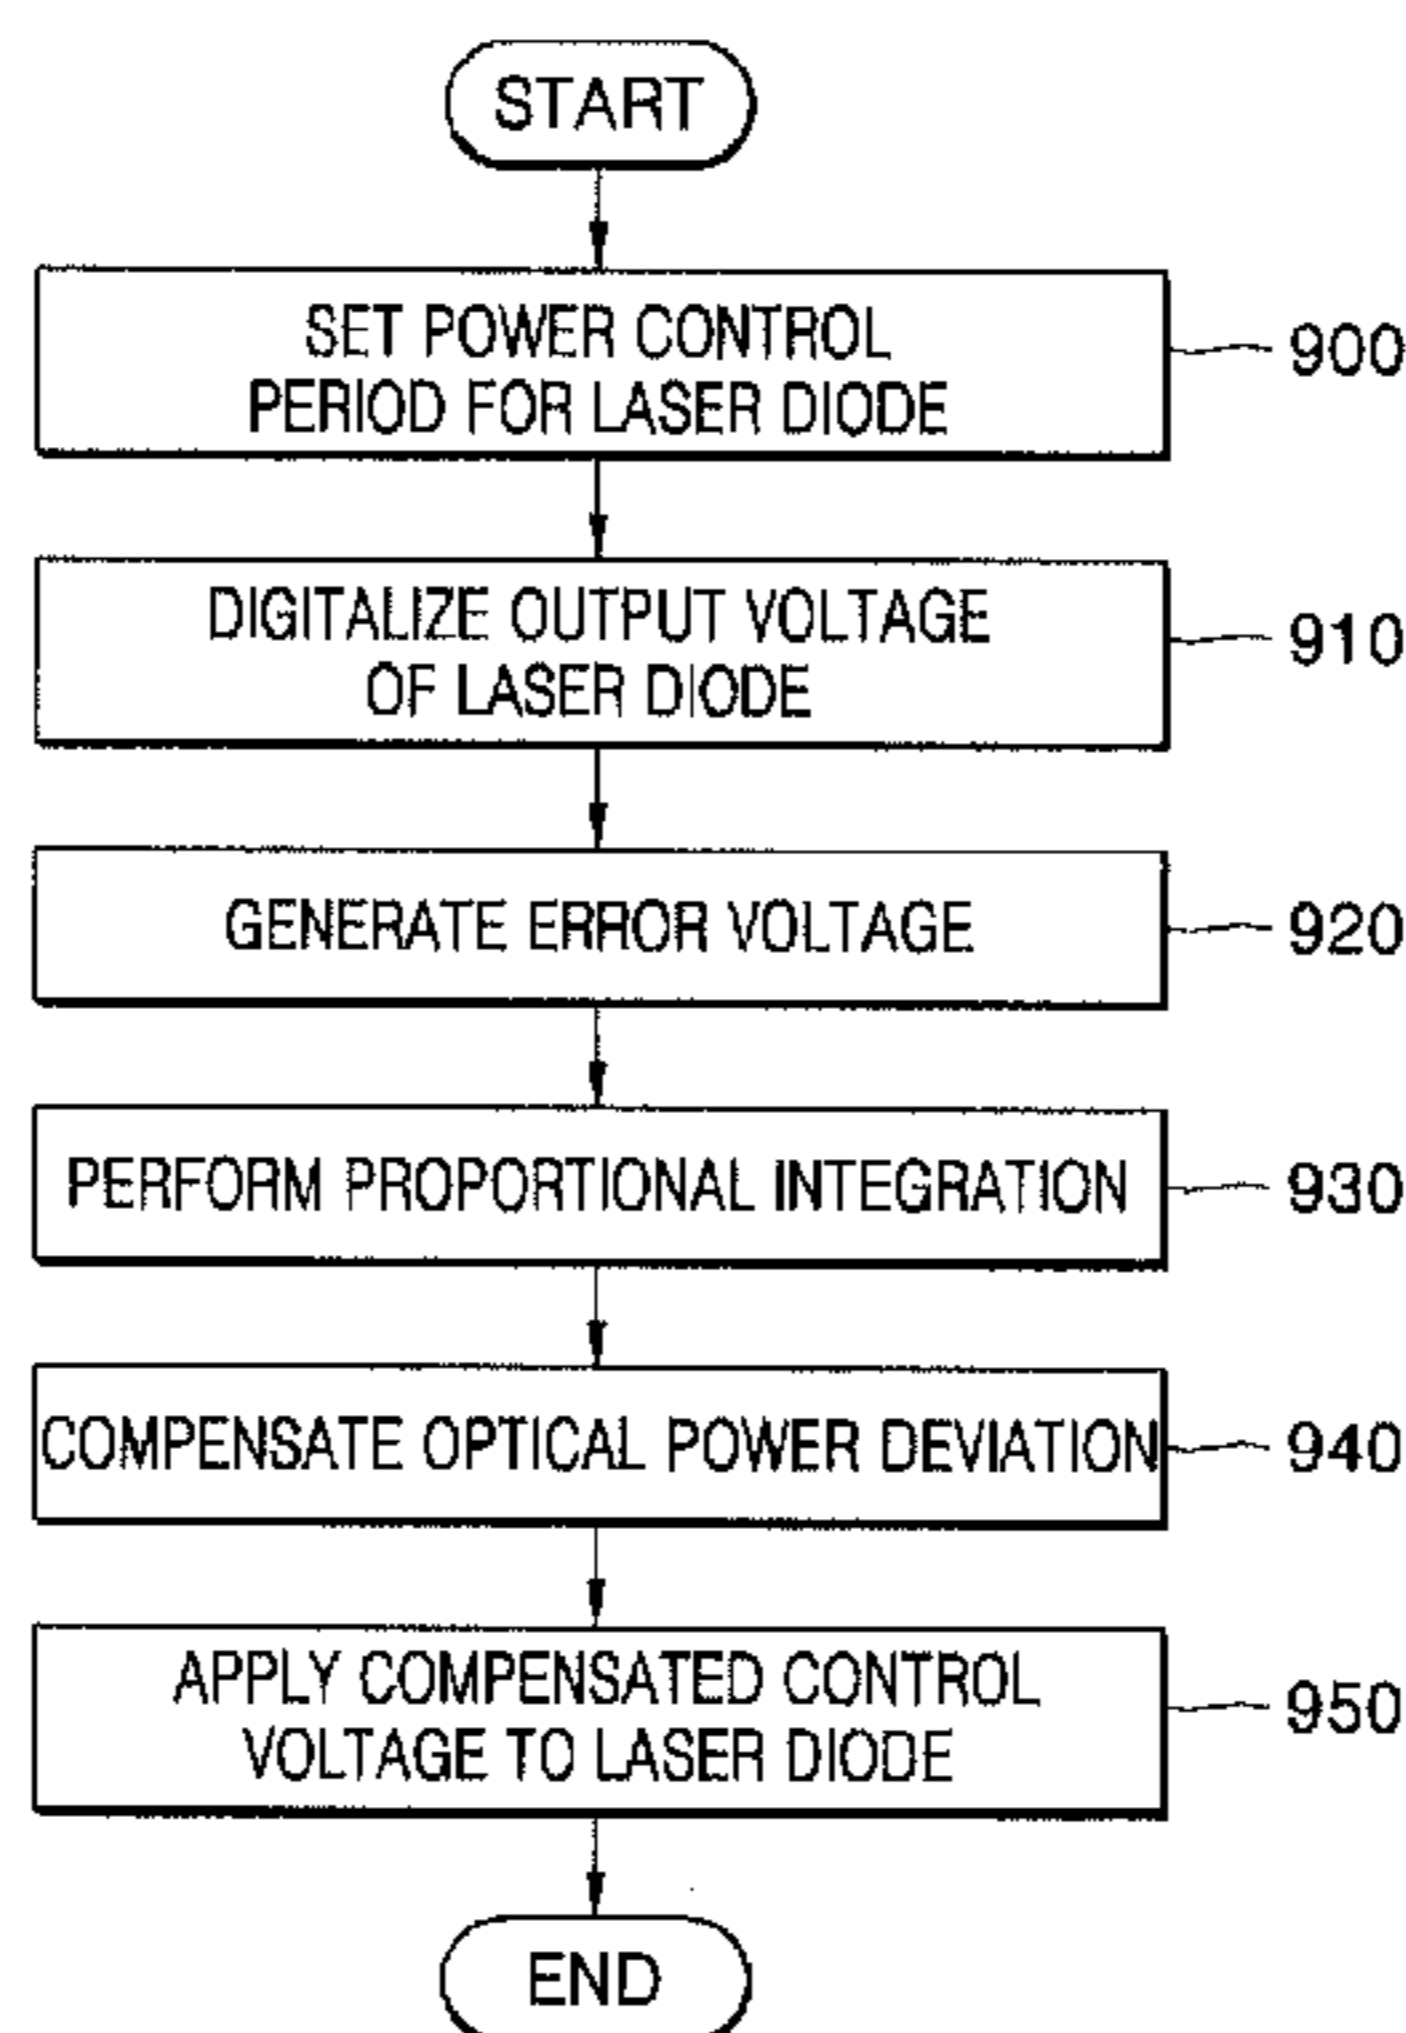 START
SET POWER CONTROL
PERIOD FOR LASER DIODE
900
DIGITALIZE OUTPUT VOLTAGE
OF LASER DIODE
910
GENERATE ERROR VOLTAGE
920
PERFORM PROPORTIONAL INTEGRATION
930
COMPENSATE OPTICAL POWER DEVIATION
940
APPLY COMPENSATED CONTROL
VOLTAGE TO LASER DIODE
950
END